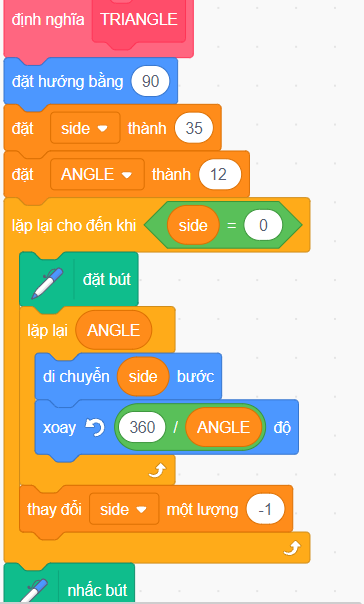 định nghĩa TRIANGLE
đặt hướng bằng 90
đặt side thành 35
đặt ANGLE thành 12
lặp lại cho đến khi side = 0
đặt bút
lặp lại ANGLE
di chuyển side bước
xoay 360 / ANGLE độ
thay đổi side một lượng -1
nhấc bút